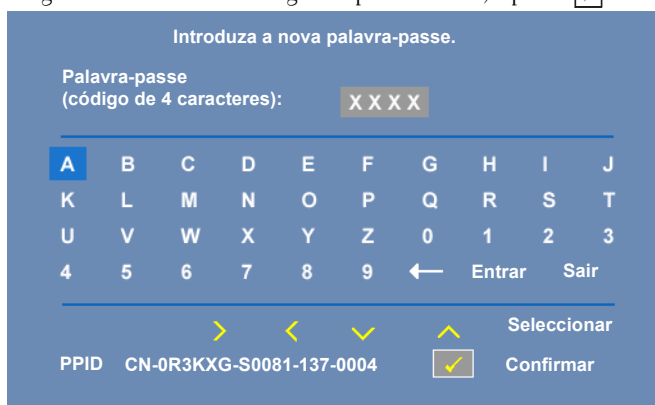 Introduza a nova palavra-passe.
Palavra-passe
(código de 4 caracteres): X X X X
A B C D E F G H I J
K L M N O P Q R S T
U V W X Y Z 0 1 2 3
4 5 6 7 8 9 ← Entrar Sair
Seleccionar
PPID CN-0R3KXG-S0081-137-0004 Confirmar